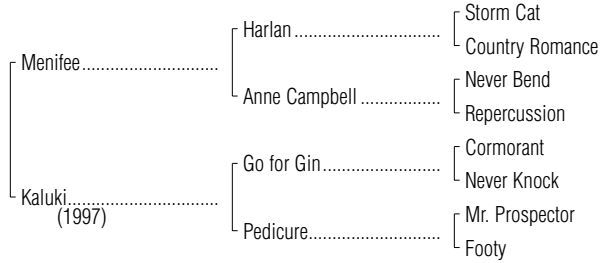 Storm Cat
Harlan
Country Romance
Menifee
Never Bend
Anne Campbell
Repercussion
Cormorant
Go for Gin
Never Knock
Kaluki
(1997)
Mr. Prospector
Pedicure
Footy